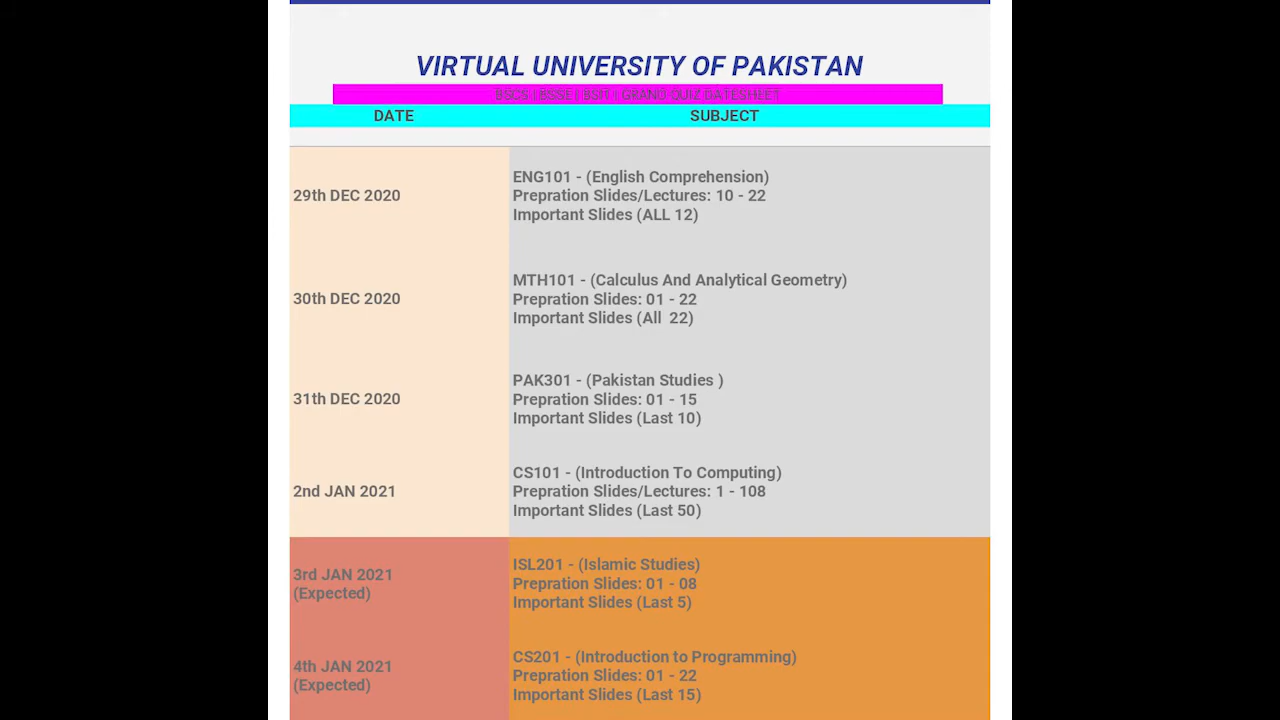 VIRTUAL UNIVERSITY OF PAKISTAN
BSCS | BSSE | BSIT | GRAND QUIZ DATESHEET
DATE SUBJECT
29th DEC 2020
ENG101 - (English Comprehension)
Prepration Slides/Lectures: 10 - 22
Important Slides (ALL 12)
30th DEC 2020
MTH101 - (Calculus And Analytical Geometry)
Prepration Slides: 01 - 22
Important Slides (All  22)
31th DEC 2020
PAK301 - (Pakistan Studies )
Prepration Slides: 01 - 15
Important Slides (Last 10)
2nd JAN 2021
CS101 - (Introduction To Computing)
Prepration Slides/Lectures: 1 - 108
Important Slides (Last 50)
3rd JAN 2021
(Expected)
ISL201 - (Islamic Studies)
Prepration Slides: 01 - 08
Important Slides (Last 5)
4th JAN 2021
(Expected)
CS201 - (Introduction to Programming)
Prepration Slides: 01 - 22
Important Slides (Last 15)